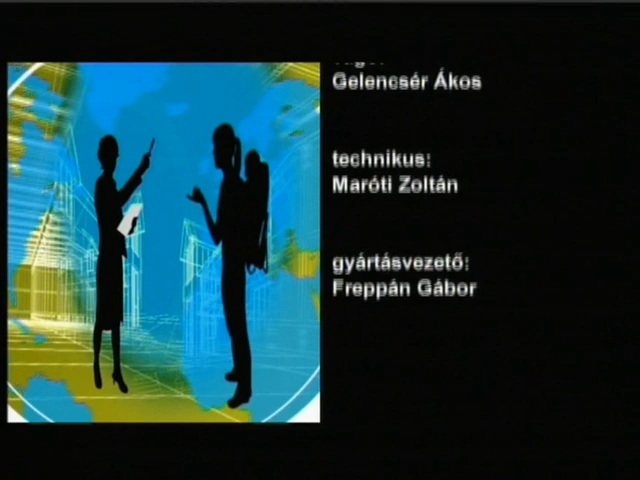 Gelencsér Ákos
technikus:
Maróti Zoltán
gyártásvezető:
Freppán Gábor